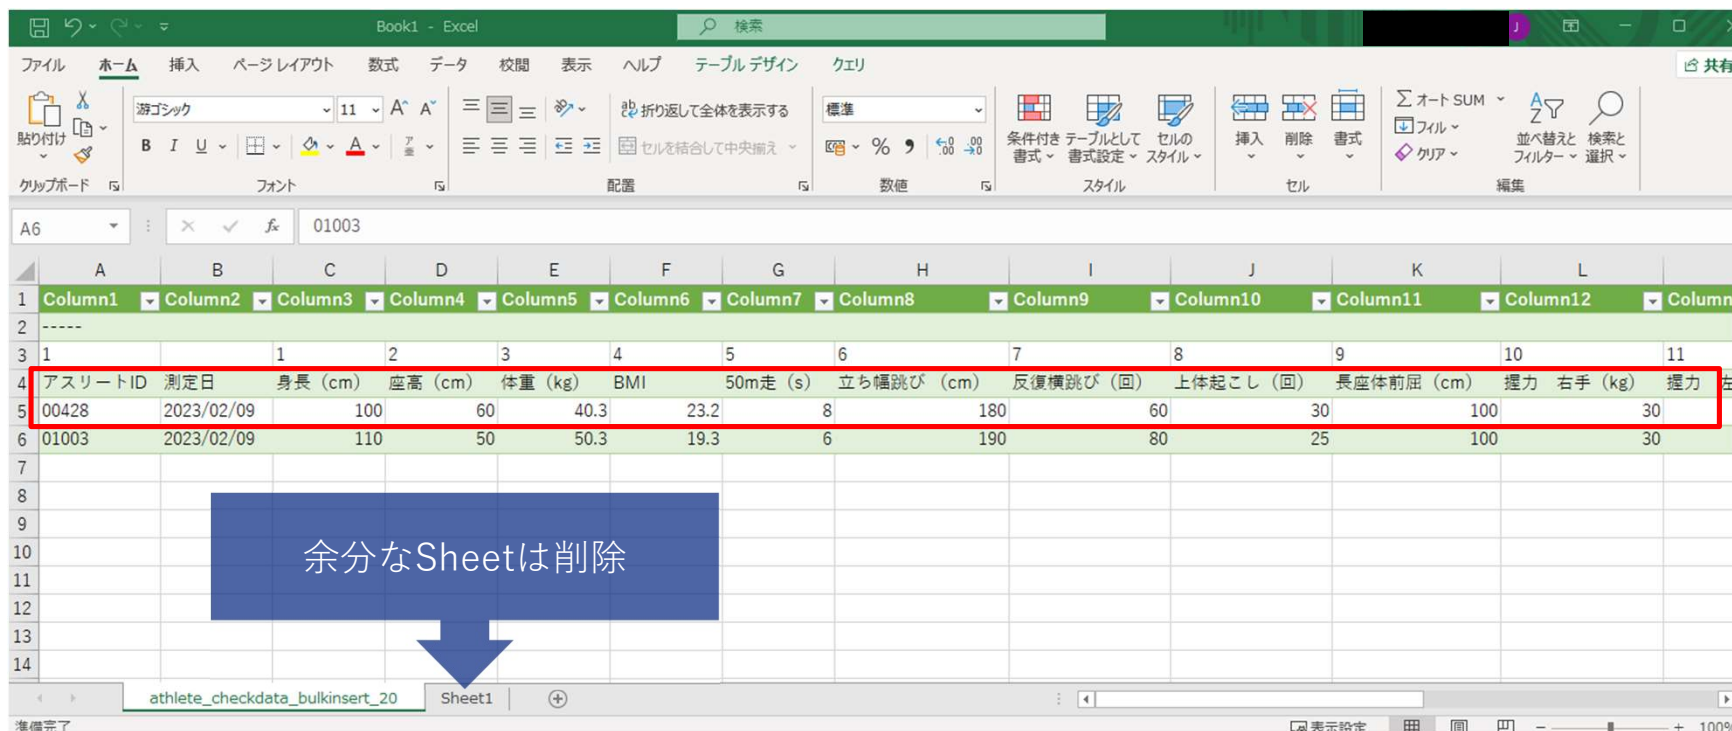 Book1 - Excel 検索 J
ファイル ホーム 挿入 ページ レイアウト 数式 データ 校閲 表示 ヘルプ テーブル デザイン クエリ 共有
貼り付け 游ゴシック 11 A A 折り返して全体を表示する 標準 条件付き書式 テーブルとして書式設定 セルのスタイル 挿入 削除 書式 Σ オート SUM フィル クリア 並べ替えとフィルター 検索と選択
B I U A セルを結合して中央揃え % 
クリップボード フォント 配置 数値 スタイル セル 編集
A6 fx 01003
A B C D E F G H I J K L
1 Column1 Column2 Column3 Column4 Column5 Column6 Column7 Column8 Column9 Column10 Column11 Column12 Column
2 -----
3 1 1 2 3 4 5 6 7 8 9 10 11
4 アスリートID 測定日 身長（cm） 座高（cm） 体重（kg） BMI 50m走（s） 立ち幅跳び（cm） 反復横跳び（回） 上体起こし（回） 長座体前屈（cm） 握力 右手（kg） 握力 左
5 00428 2023/02/09 100 60 40.3 23.2 8 180 60 30 100 30
6 01003 2023/02/09 110 50 50.3 19.3 6 190 80 25 100 30
7
8
9
10
11
12
13
14
余分なSheetは削除
athlete_checkdata_bulkinsert_20 Sheet1
準備完了 表示設定 100%